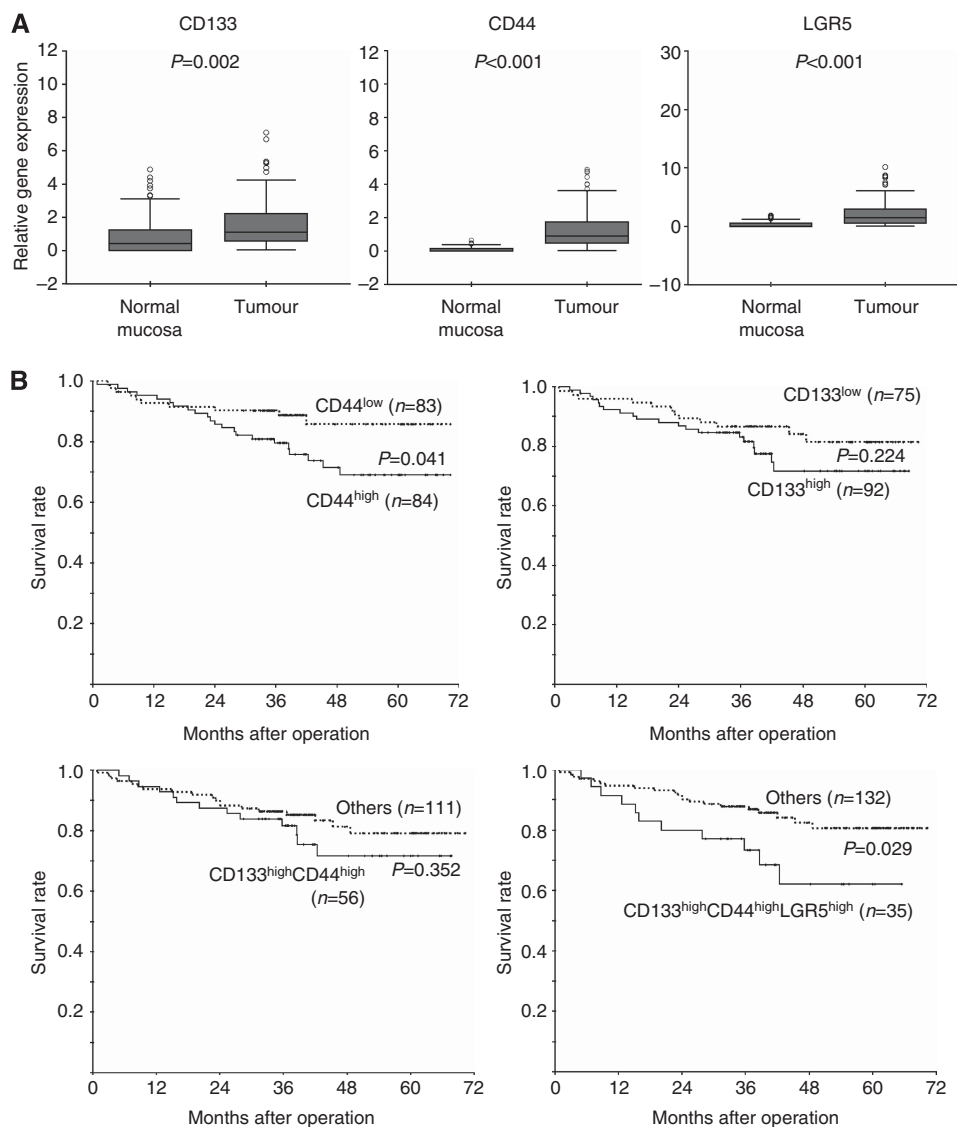 A
CD133
CD44
LGR5
Relative gene expression
12
10
8
6
4
2
0
–2
P=0.002
Normal mucosa
Tumour
12
10
8
6
4
2
0
–2
P<0.001
Normal mucosa
Tumour
30
20
10
0
–10
P<0.001
Normal mucosa
Tumour
B
Survival rate
1.0
0.8
0.6
0.4
0.2
CD44low (n=83)
P=0.041
CD44high (n=84)
0 12 24 36 48 60 72
Months after operation
Survival rate
1.0
0.8
0.6
0.4
0.2
CD133low (n=75)
P=0.224
CD133high (n=92)
0 12 24 36 48 60 72
Months after operation
Survival rate
1.0
0.8
0.6
0.4
0.2
Others (n=111)
CD133highCD44high
P=0.352
(n=56)
0 12 24 36 48 60 72
Months after operation
Survival rate
1.0
0.8
0.6
0.4
0.2
Others (n=132)
P=0.029
CD133highCD44highLGR5high (n=35)
0 12 24 36 48 60 72
Months after operation